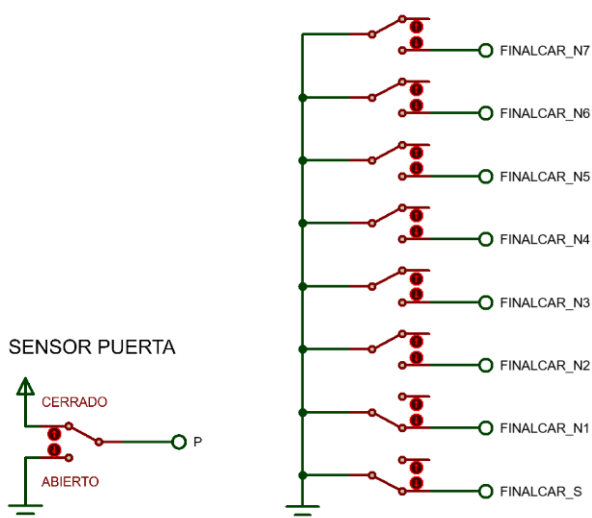 FINALCAR_N7
FINALCAR_N6
FINALCAR_N5
FINALCAR_N4
FINALCAR_N3
FINALCAR_N2
FINALCAR_N1
FINALCAR_S
SENSOR PUERTA
CERRADO
P
ABIERTO